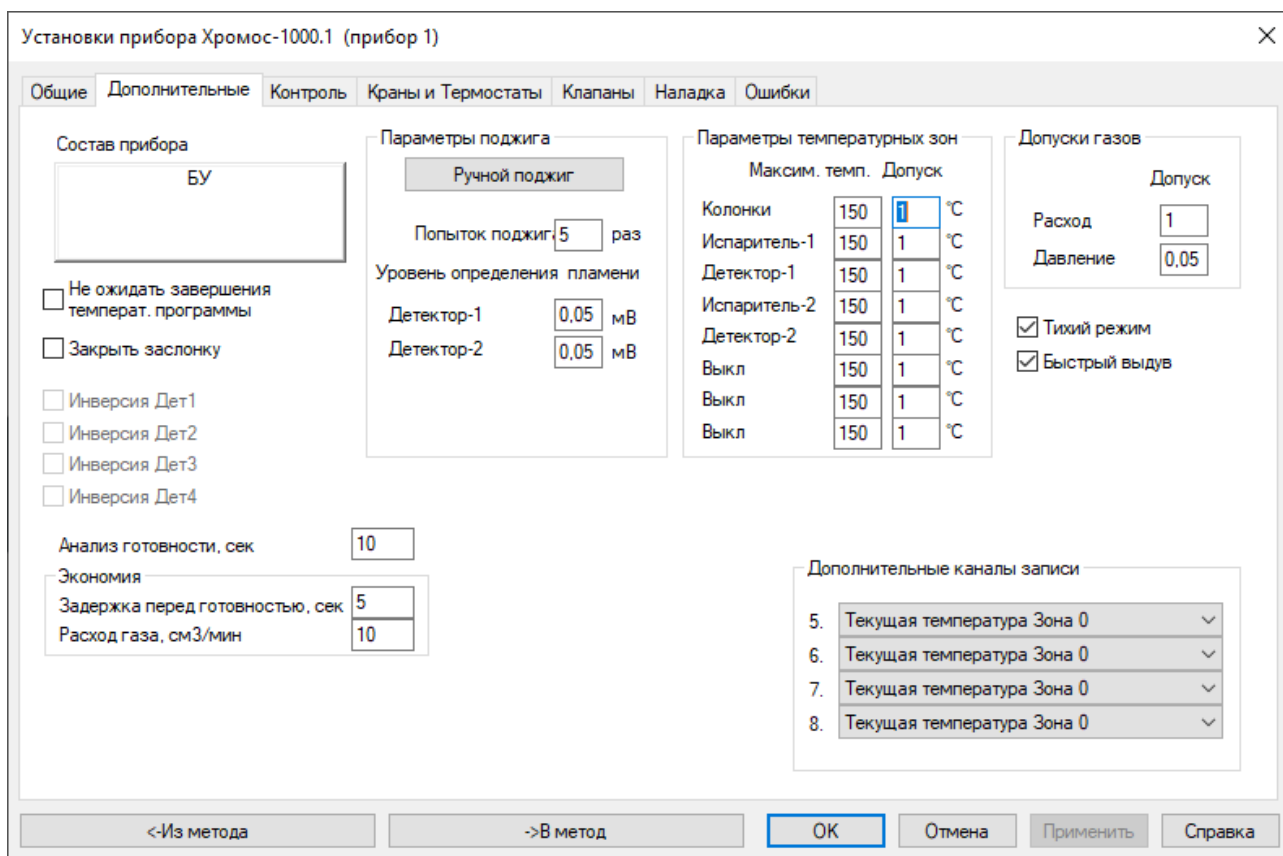 Установки прибора Хромос-1000.1 (прибор 1)
Общие Дополнительные Контроль Краны и Термостаты Клапаны Наладка Ошибки
Состав прибора
БУ
Не ожидать завершения
температ. программы
Закрыть заслонку
Инверсия Дет1
Инверсия Дет2
Инверсия Дет3
Инверсия Дет4
Анализ готовности, сек 10
Экономия
Задержка перед готовностью, сек 5
Расход газа, см3/мин 10
Параметры поджига
Ручной поджиг
Попыток поджига 5 раз
Уровень определения пламени
Детектор-1 0,05 мВ
Детектор-2 0,05 мВ
Параметры температурных зон
Максим. темп. Допуск
Колонки 150 1 °C
Испаритель-1 150 1 °C
Детектор-1 150 1 °C
Испаритель-2 150 1 °C
Детектор-2 150 1 °C
Выкл 150 1 °C
Выкл 150 1 °C
Выкл 150 1 °C
Допуски газов
Допуск
Расход 1
Давление 0,05
Тихий режим
Быстрый выдув
Дополнительные каналы записи
5. Текущая температура Зона 0
6. Текущая температура Зона 0
7. Текущая температура Зона 0
8. Текущая температура Зона 0
<-Из метода ->В метод OK Отмена Применить Справка